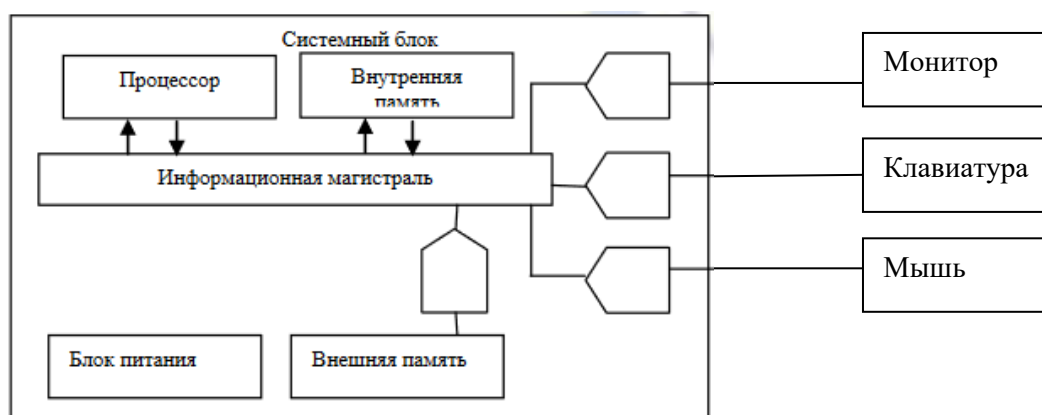 Системный блок
Процессор
Внутренняя
память
Информационная магистраль
Блок питания
Внешняя память
Монитор
Клавиатура
Мышь